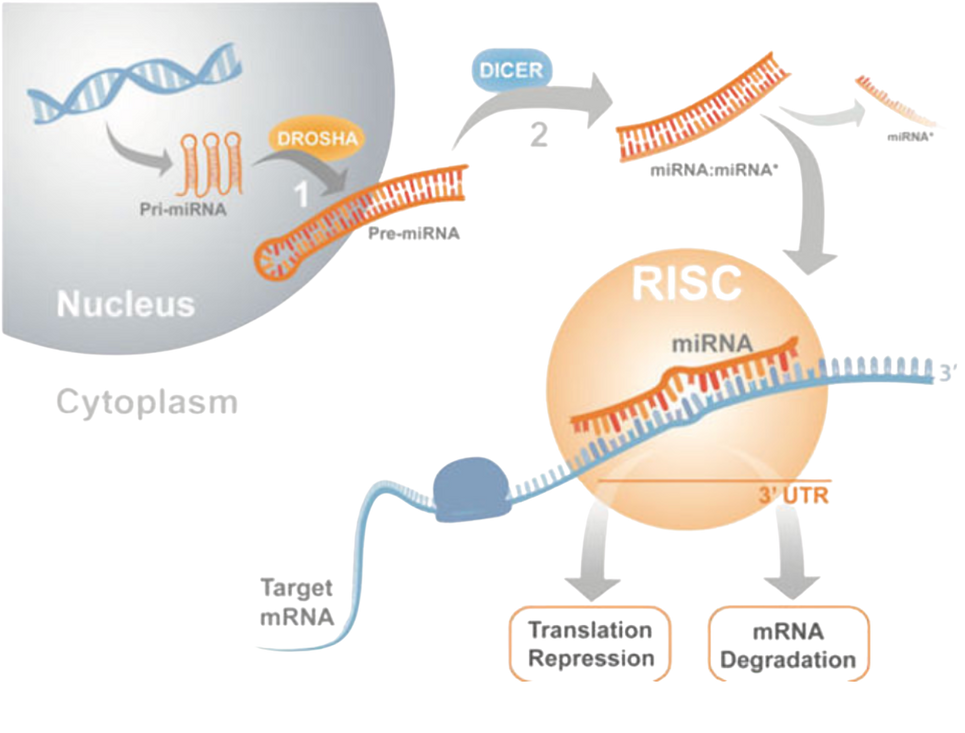 DICER
DROSHA
2
miRNA*
miRNA:miRNA*
1
Pri-miRNA
Pre-miRNA
Nucleus
RISC
miRNA
3’
Cytoplasm
3’ UTR
Target
mRNA
Translation
Repression
mRNA
Degradation